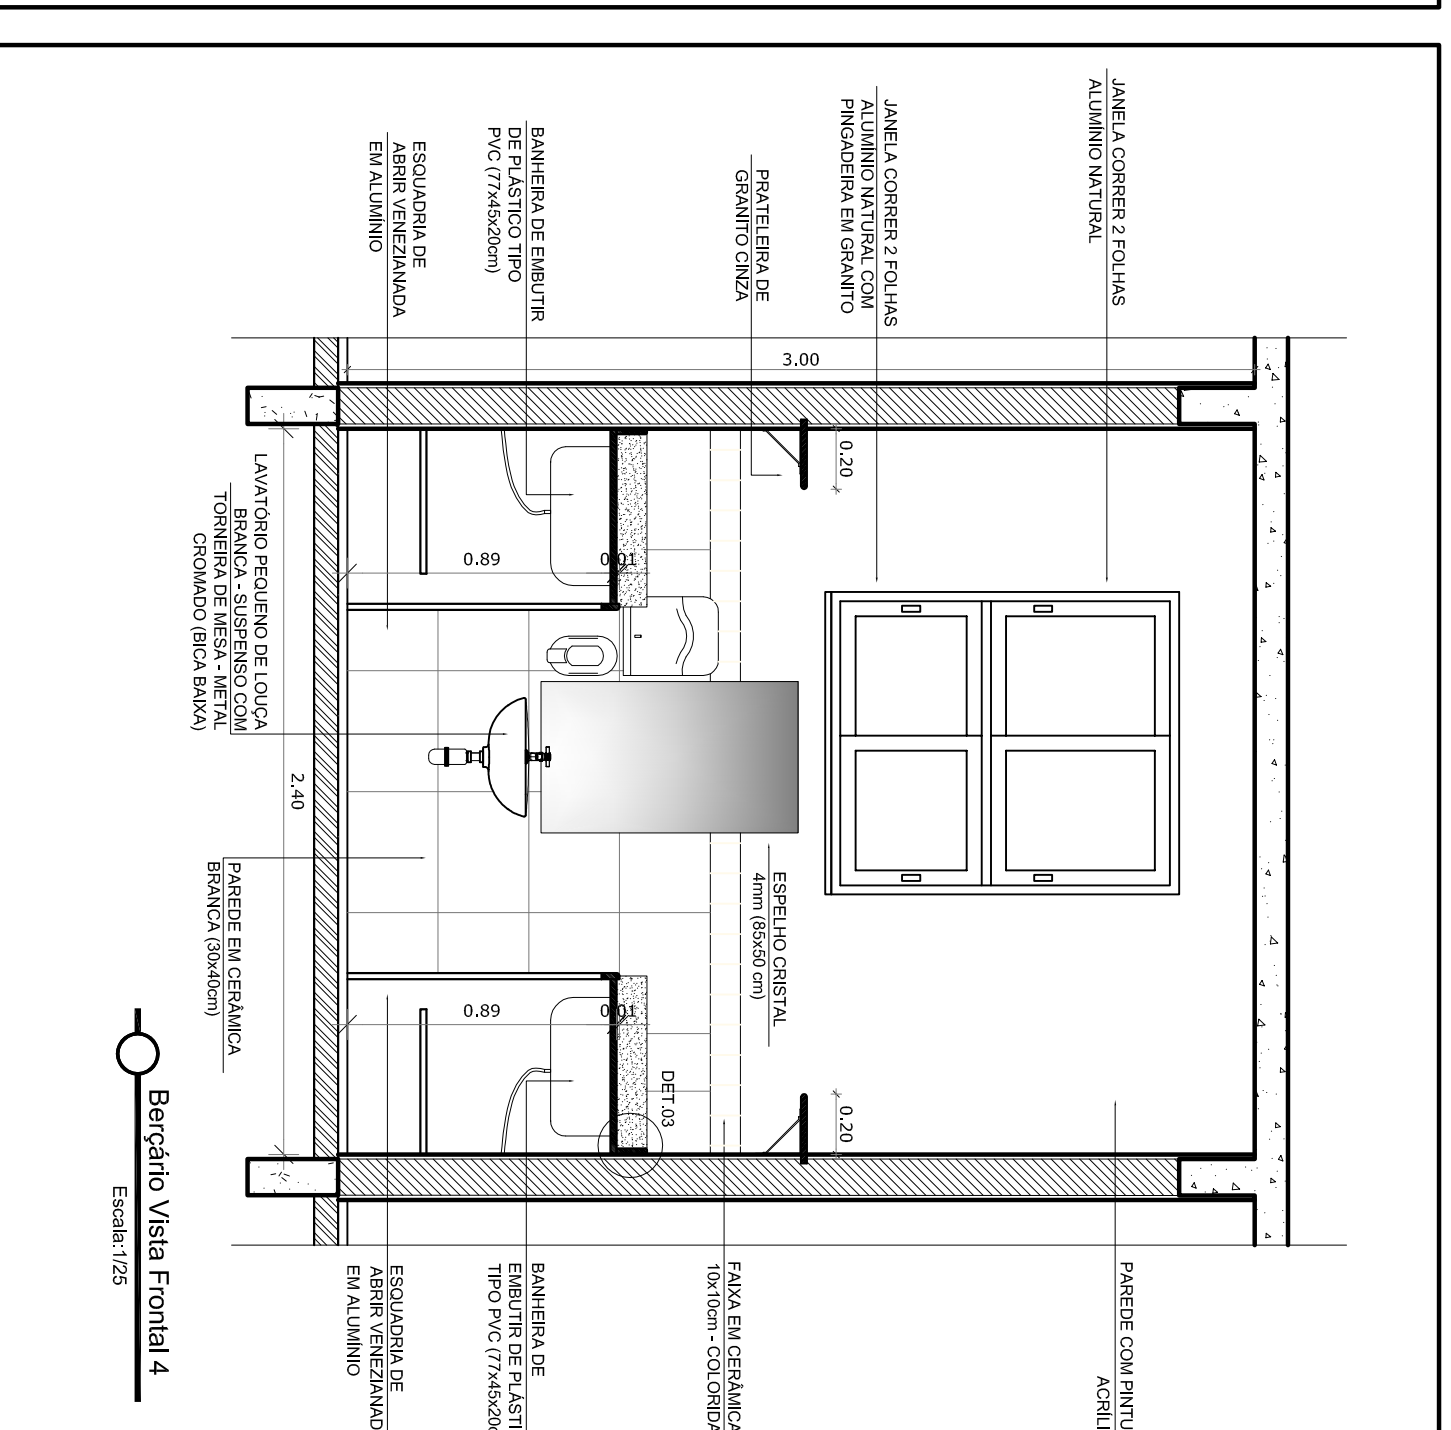 JANELA CORRER 2 FOLHAS
ALUMÍNIO NATURAL
JANELA CORRER 2 FOLHAS
ALUMÍNIO NATURAL COM
PINGADEIRA EM GRANITO
PRATELEIRA DE
GRANITO CINZA
BANHEIRA DE EMBUTIR
DE PLÁSTICO TIPO
PVC (77x45x20cm)
ESQUADRIA DE
ABRIR VENEZIANADA
EM ALUMÍNIO
3.00
0.20
0.89
0.01
LAVATÓRIO PEQUENO DE LOUÇA
BRANCA - SUSPENSO COM
TORNEIRA DE MESA - METAL
CROMADO (BICA BAIXA)
2.40
ESPELHO CRISTAL
4mm (85x50 cm)
PAREDE EM CERÂMICA
BRANCA (30x40cm)
0.89
0.01
DET.03
0.20
PAREDE COM PINTU
ACRÍLI
FAIXA EM CERÂMICA
10x10cm - COLORIDA
BANHEIRA DE
EMBUTIR DE PLÁSTI
TIPO PVC (77x45x20c
ESQUADRIA DE
ABRIR VENEZIANAD
EM ALUMÍNIO
Berçário Vista Frontal 4
Escala:1/25